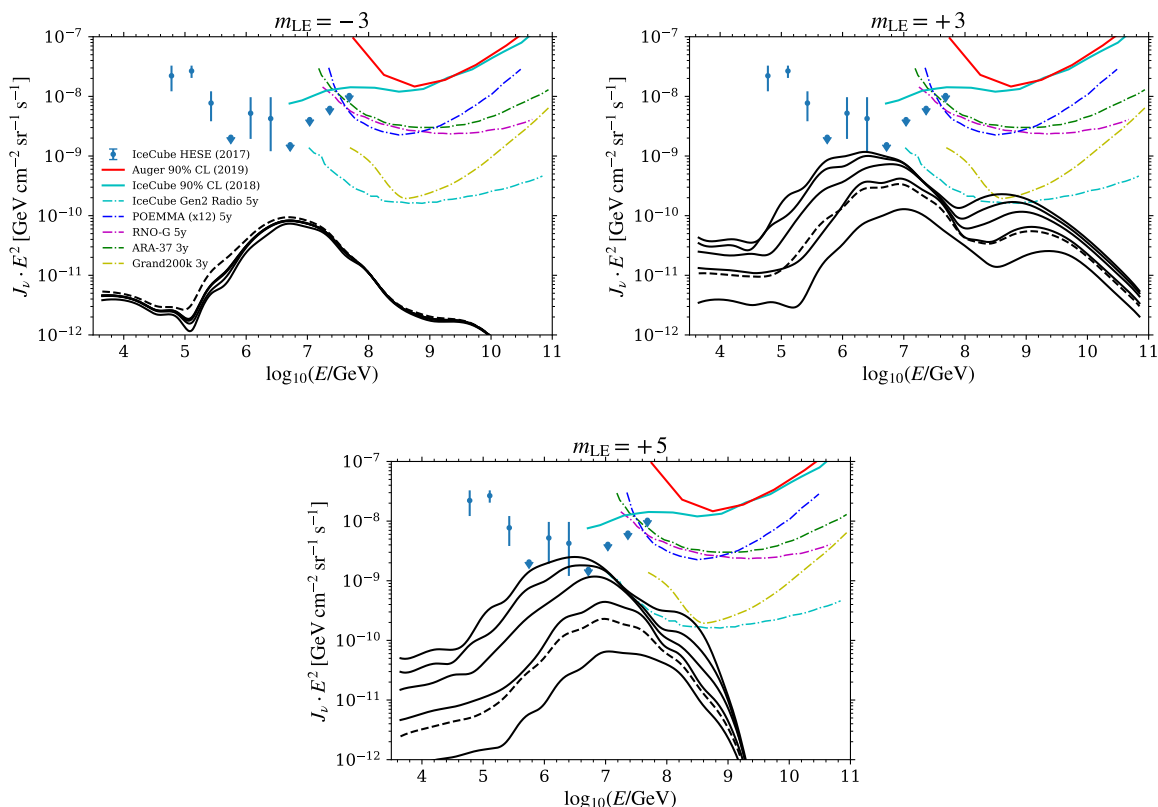 m_LE = −3
10⁻⁷
10⁻⁸
10⁻⁹
10⁻¹⁰
10⁻¹¹
10⁻¹²
J_ν · E² [GeV cm⁻² sr⁻¹ s⁻¹]
IceCube HESE (2017)
Auger 90% CL (2019)
IceCube 90% CL (2018)
IceCube Gen2 Radio 5y
POEMMA (x12) 5y
RNO-G 5y
ARA-37 3y
Grand200k 3y
4 5 6 7 8 9 10 11
log₁₀(E/GeV)
m_LE = +3
10⁻⁷
10⁻⁸
10⁻⁹
10⁻¹⁰
10⁻¹¹
10⁻¹²
J_ν · E² [GeV cm⁻² sr⁻¹ s⁻¹]
4 5 6 7 8 9 10 11
log₁₀(E/GeV)
m_LE = +5
10⁻⁷
10⁻⁸
10⁻⁹
10⁻¹⁰
10⁻¹¹
10⁻¹²
J_ν · E² [GeV cm⁻² sr⁻¹ s⁻¹]
4 5 6 7 8 9 10 11
log₁₀(E/GeV)